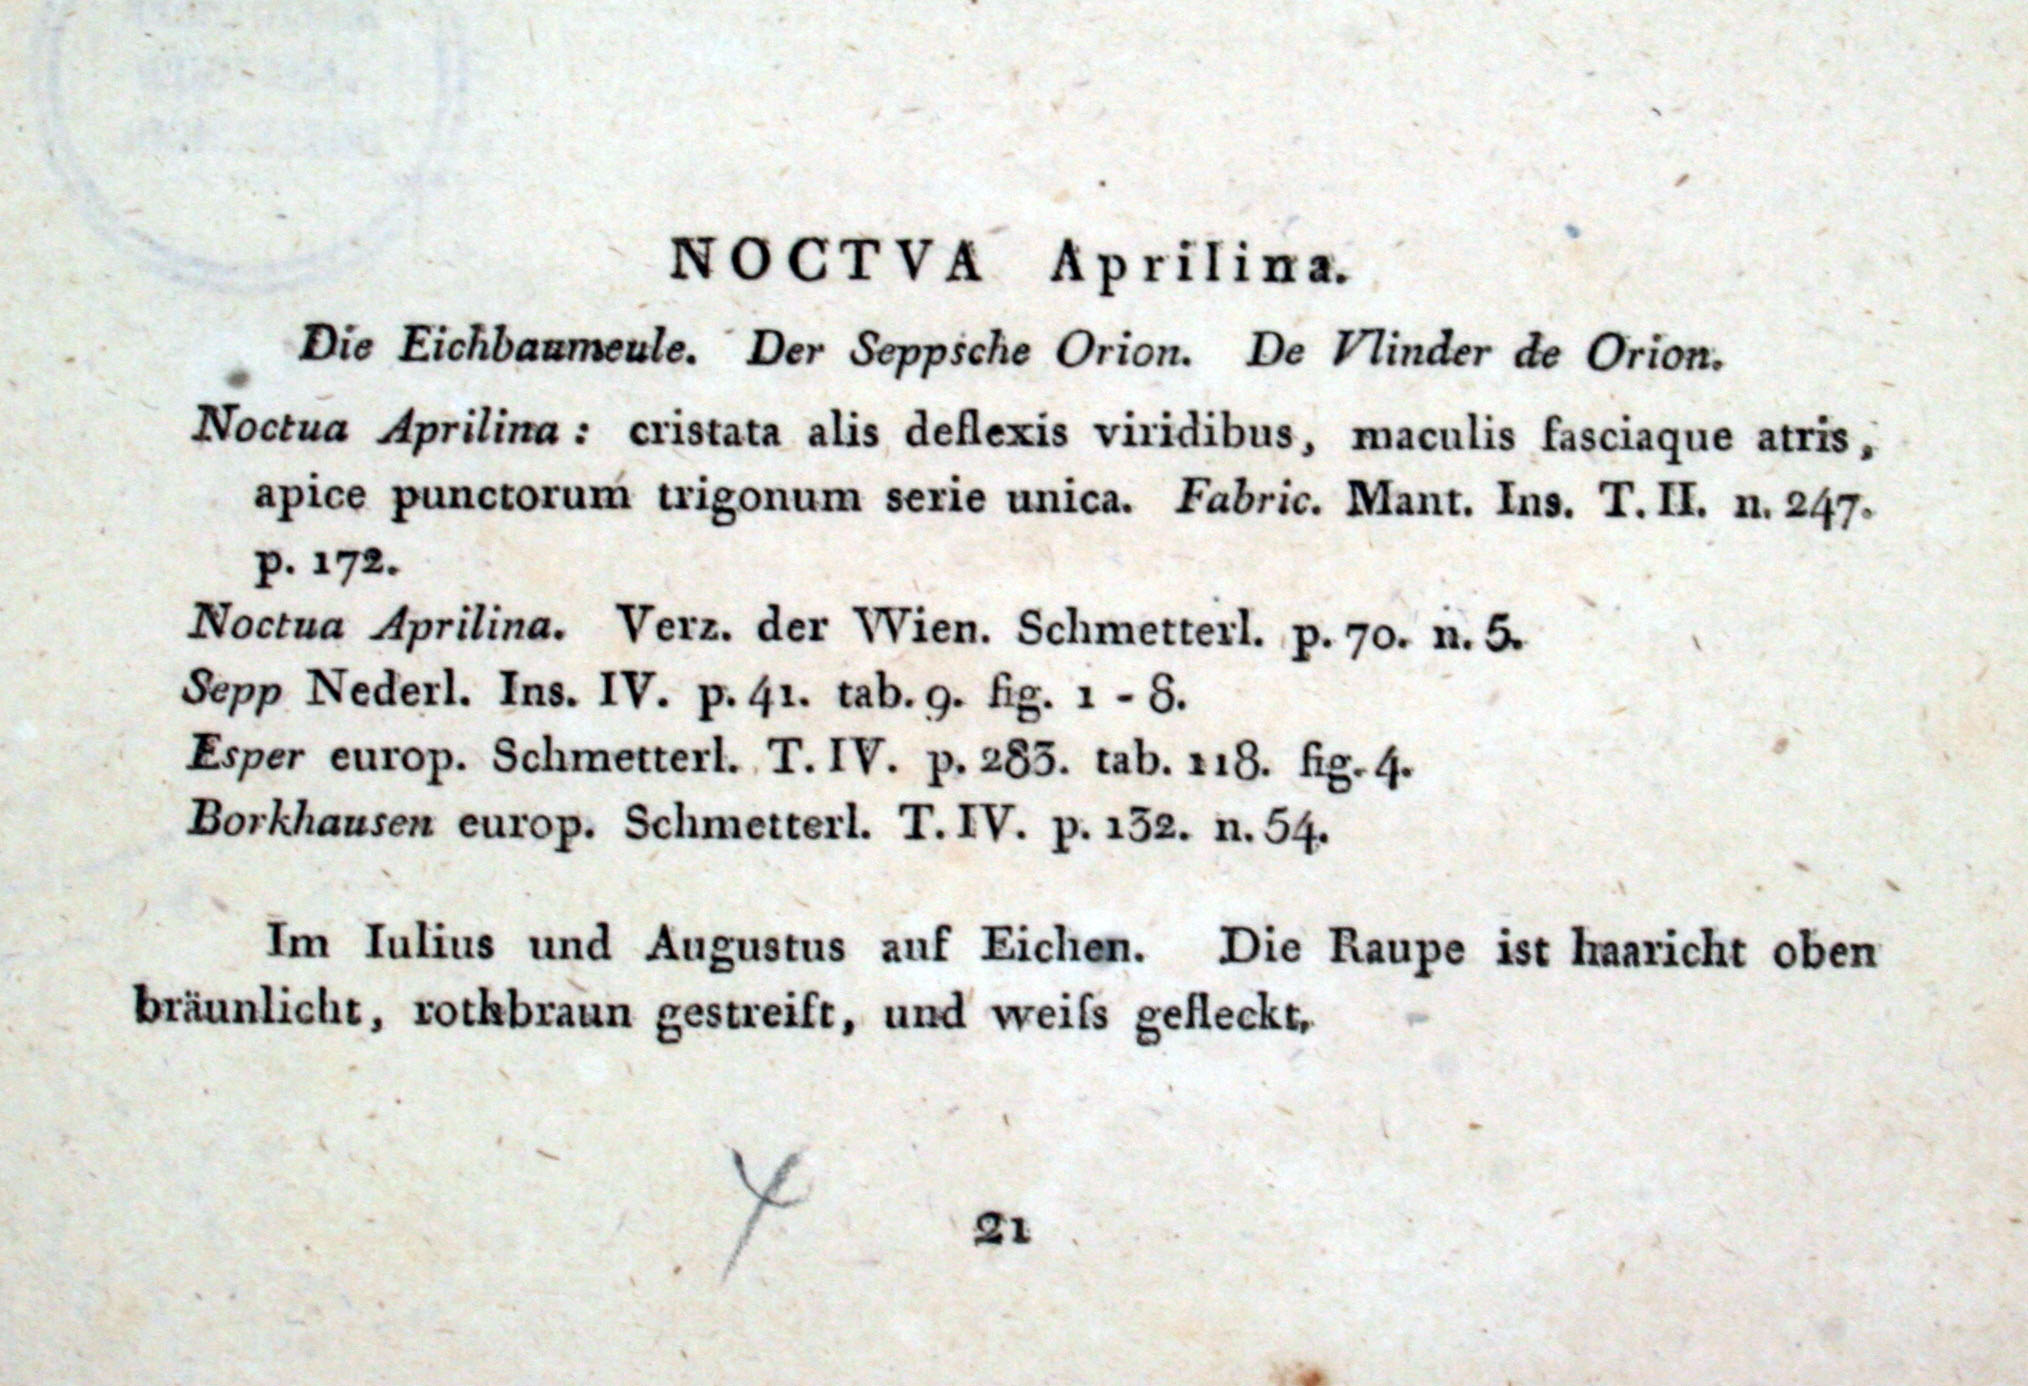 NOCTVA Aprilina.
Die Eichbaumeule. Der Seppsche Orion. De Vlinder de Orion.
Noctua Aprilina: cristata alis deflexis viridibus, maculis fasciaque atris,
apice punctorum trigonum serie unica. Fabric. Mant. Ins. T. II. n. 247.
p. 172.
Noctua Aprilina. Verz. der Wien. Schmetterl. p. 70. n. 5.
Sepp Nederl. Ins. IV. p. 41. tab. 9. fig. 1 - 8.
Esper europ. Schmetterl. T. IV. p. 283. tab. 118. fig. 4.
Borkhausen europ. Schmetterl. T. IV. p. 132. n. 54.
Im Iulius und Augustus auf Eichen. Die Raupe ist haaricht oben
bräunlicht, rothbraun gestreift, und weiſs gefleckt.
21